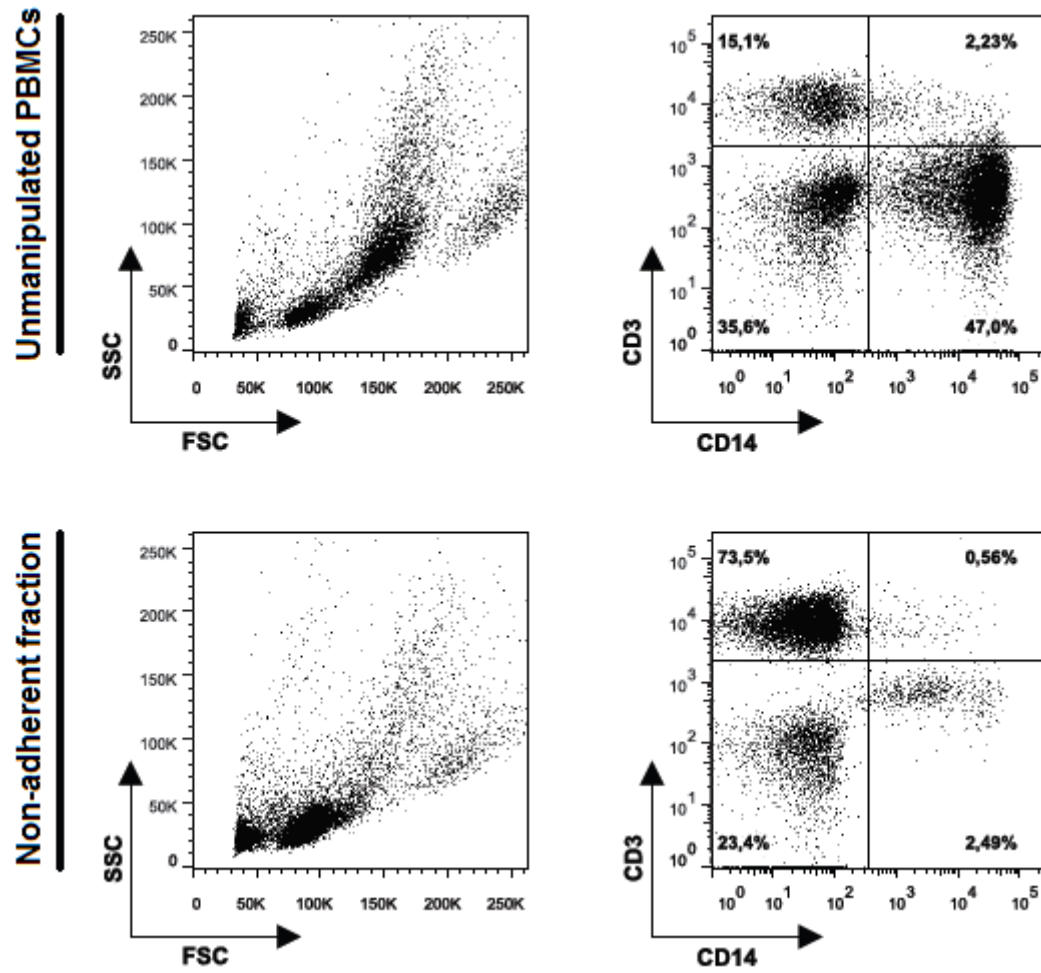 Unmanipulated PBMCs
250K
200K
150K
100K
50K
0
SSC
0 50K 100K 150K 200K 250K
FSC
15,1% 2,23%
35,6% 47,0%
10^5
10^4
10^3
10^2
10^1
10^0
CD3
10^0 10^1 10^2 10^3 10^4 10^5
CD14
Non-adherent fraction
250K
200K
150K
100K
50K
0
SSC
0 50K 100K 150K 200K 250K
FSC
73,5% 0,56%
23,4% 2,49%
10^5
10^4
10^3
10^2
10^1
10^0
CD3
10^0 10^1 10^2 10^3 10^4 10^5
CD14